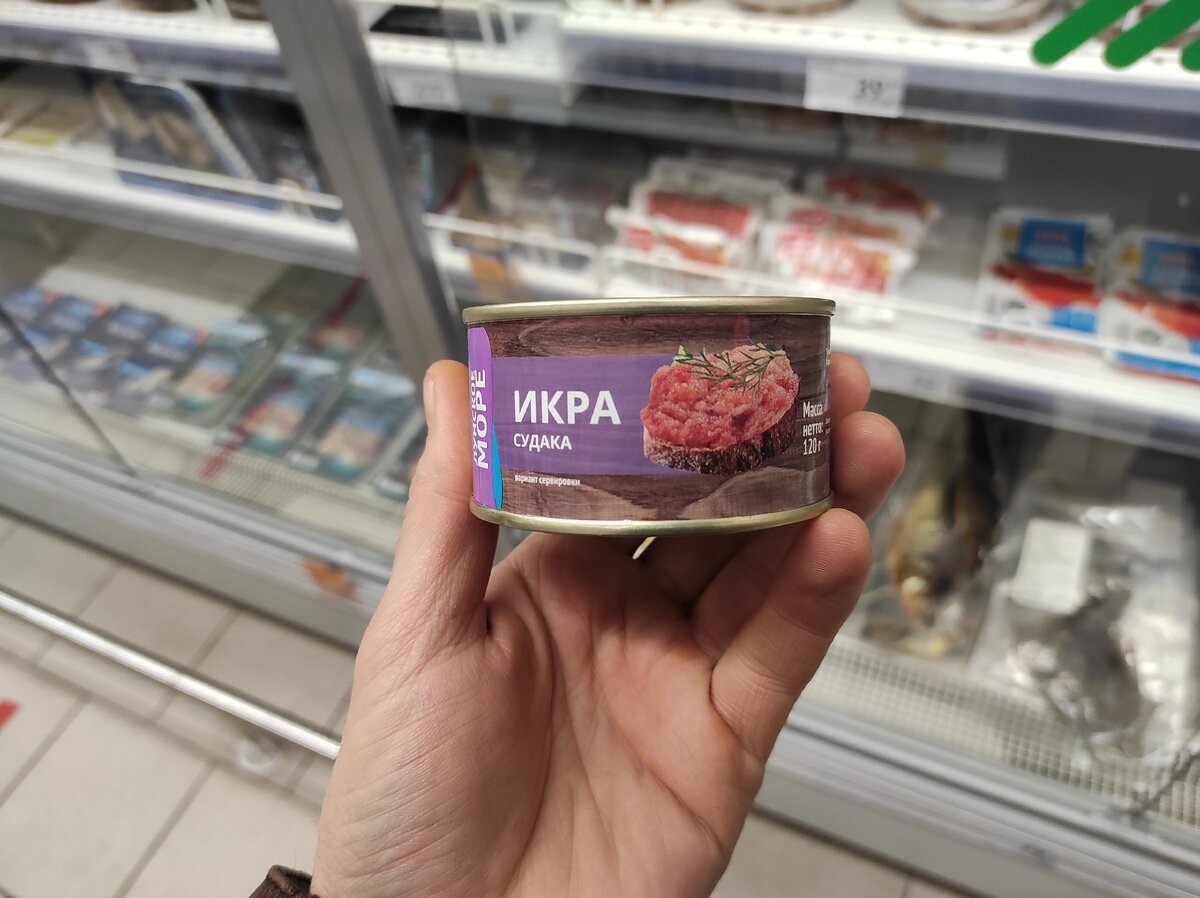 МОРЕ
ИКРА
СУДАКА
вариант сервировки
Масса
нетто:
120 г
39